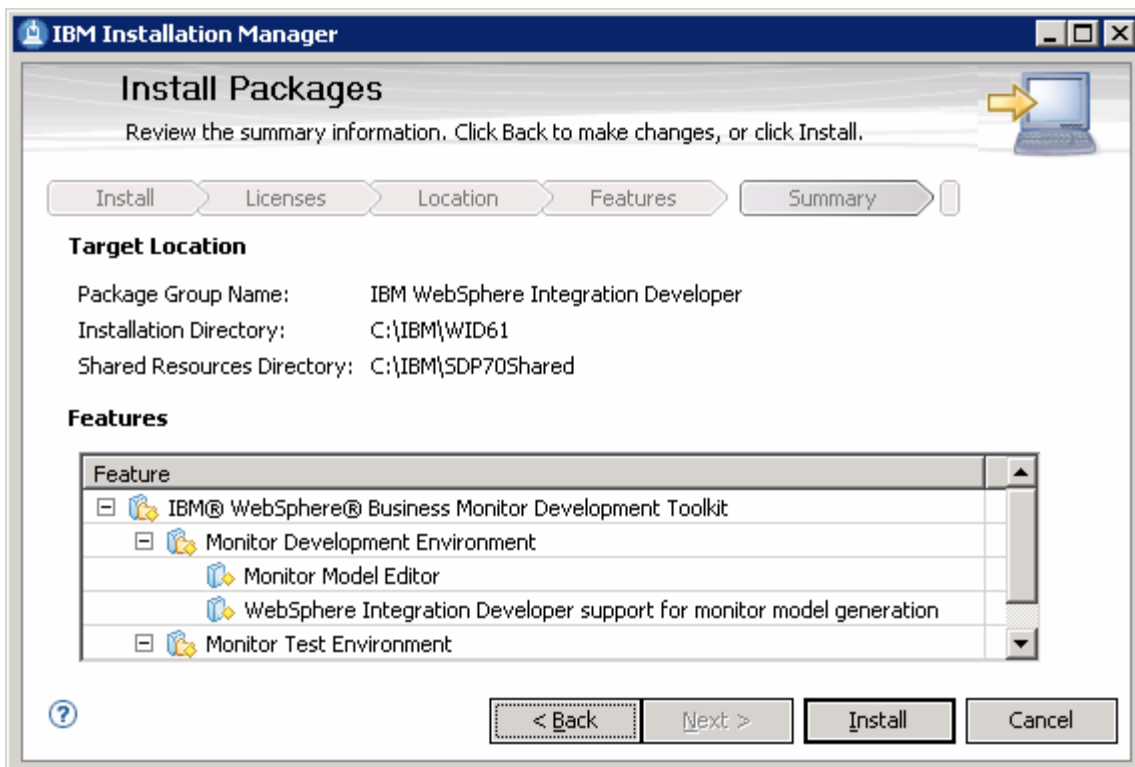 IBM Installation Manager
Install Packages
Review the summary information. Click Back to make changes, or click Install.
Install Licenses Location Features Summary
Target Location
Package Group Name: IBM WebSphere Integration Developer
Installation Directory: C:\IBM\WID61
Shared Resources Directory: C:\IBM\SDP70Shared
Features
Feature
IBM® WebSphere® Business Monitor Development Toolkit
Monitor Development Environment
Monitor Model Editor
WebSphere Integration Developer support for monitor model generation
Monitor Test Environment
? < Back Next > Install Cancel